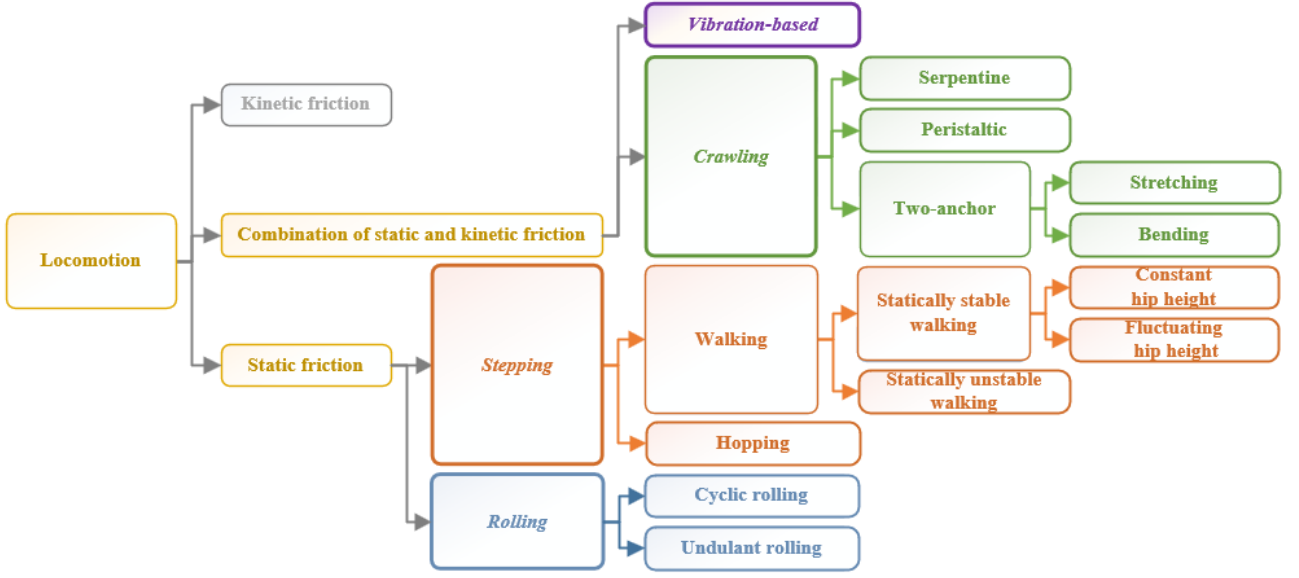 Vibration-based
Kinetic friction
Crawling
Serpentine
Peristaltic
Two-anchor
Stretching
Bending
Locomotion
Combination of static and kinetic friction
Static friction
Stepping
Walking
Statically stable
walking
Constant
hip height
Fluctuating
hip height
Statically unstable
walking
Hopping
Rolling
Cyclic rolling
Undulant rolling